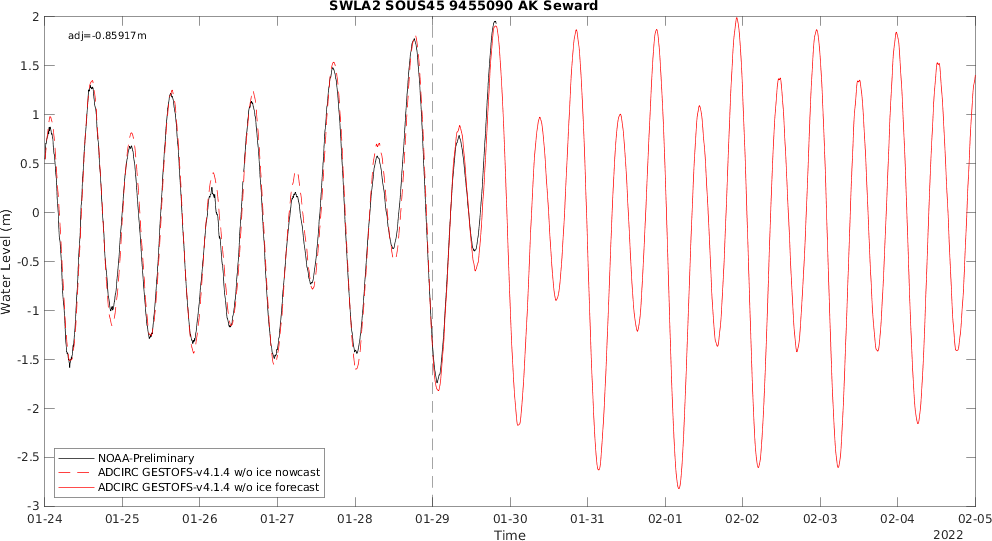 SWLA2 SOUS45 9455090 AK Seward
adj=-0.85917m
2
1.5
1
0.5
0
-0.5
-1
-1.5
-2
-2.5
-3
Water Level (m)
NOAA-Preliminary
ADCIRC GESTOFS-v4.1.4 w/o ice nowcast
ADCIRC GESTOFS-v4.1.4 w/o ice forecast
01-24 01-25 01-26 01-27 01-28 01-29 01-30 01-31 02-01 02-02 02-03 02-04 02-05
Time
2022